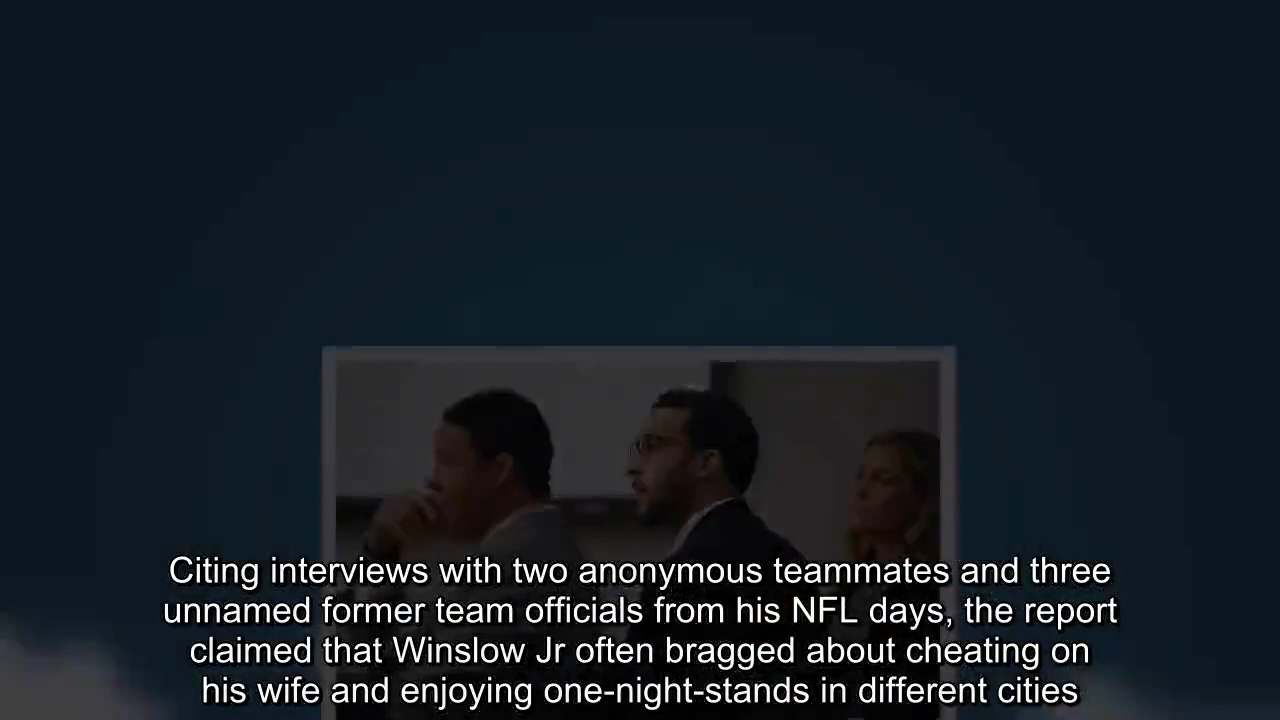 Citing interviews with two anonymous teammates and three
unnamed former team officials from his NFL days, the report
claimed that Winslow Jr often bragged about cheating on
his wife and enjoying one-night-stands in different cities